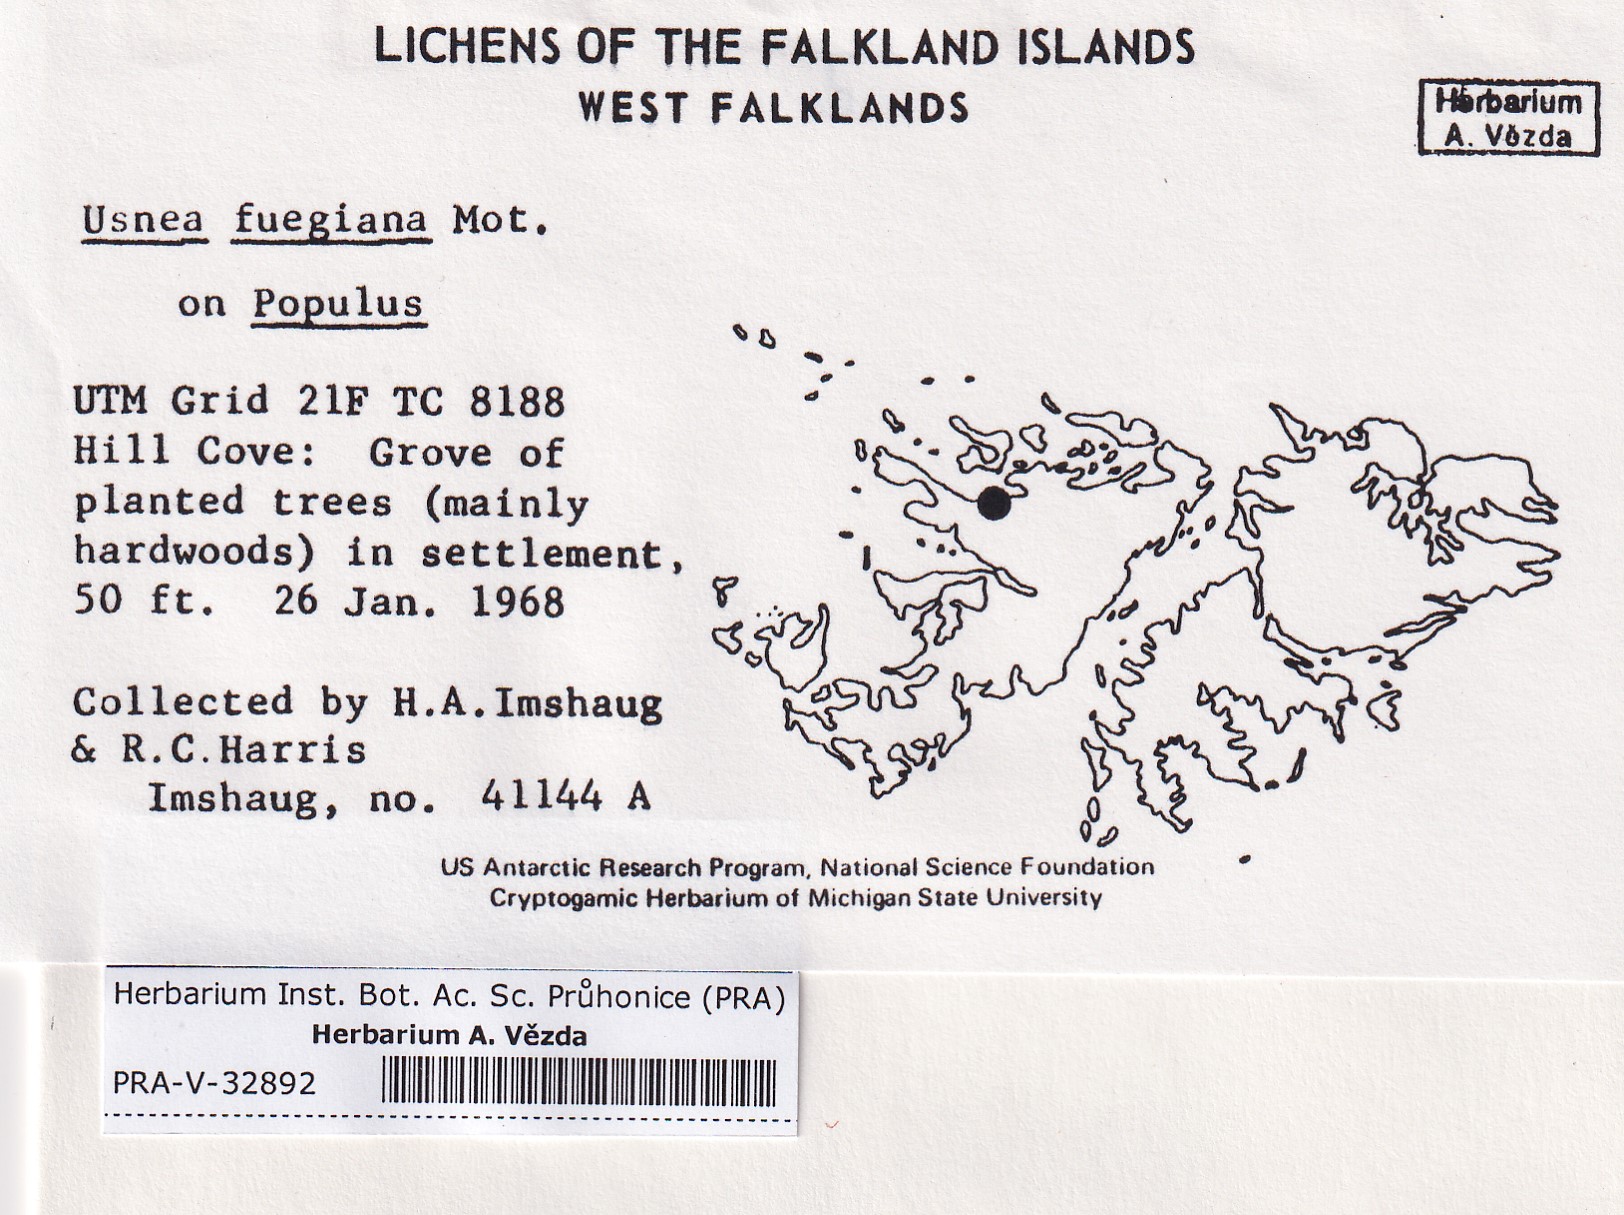 LICHENS OF THE FALKLAND ISLANDS
WEST FALKLANDS
Herbarium
A. Vězda
Usnea fuegiana Mot.
on Populus
UTM Grid 21F TC 8188
Hill Cove: Grove of
planted trees (mainly
hardwoods) in settlement,
50 ft. 26 Jan. 1968
Collected by H.A.Imshaug
& R.C.Harris
Imshaug, no. 41144 A
US Antarctic Research Program, National Science Foundation
Cryptogamic Herbarium of Michigan State University
Herbarium Inst. Bot. Ac. Sc. Průhonice (PRA)
Herbarium A. Vězda
PRA-V-32892